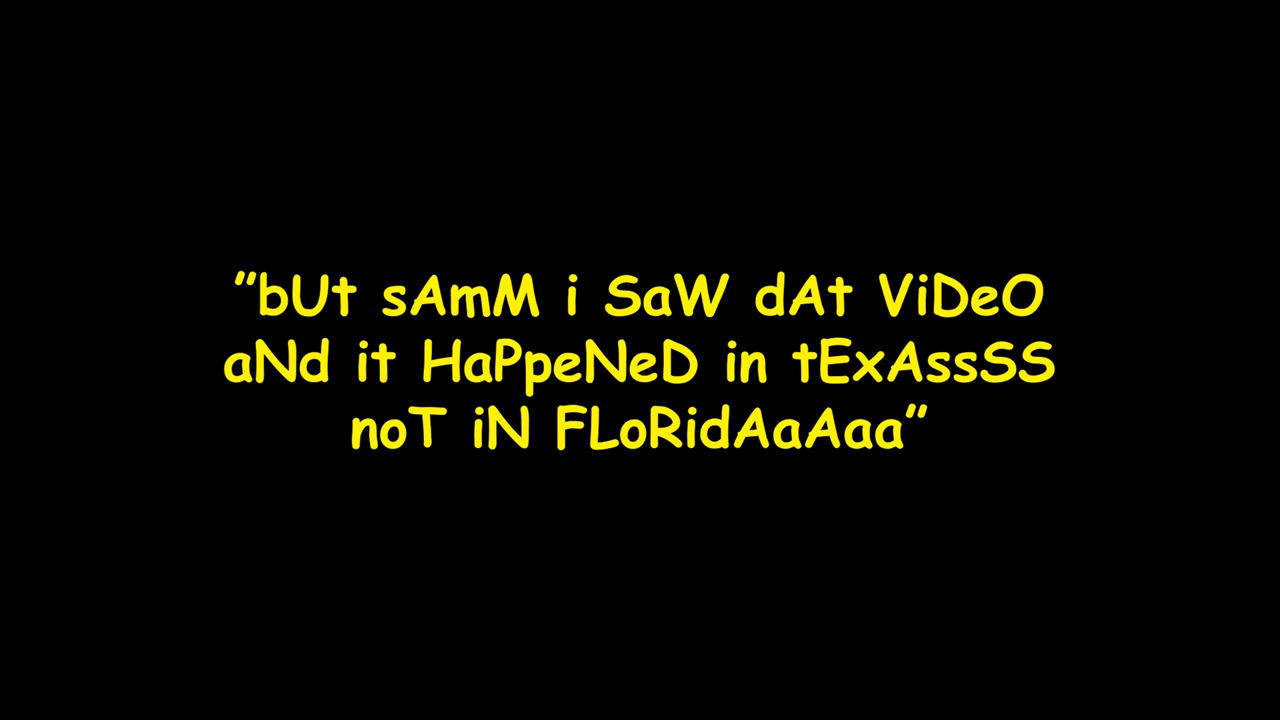 ”bUt sAmM i SaW dAt ViDeO
aNd it HaPpeNeD in tExAssSS
noT iN FLoRidAaAaa”